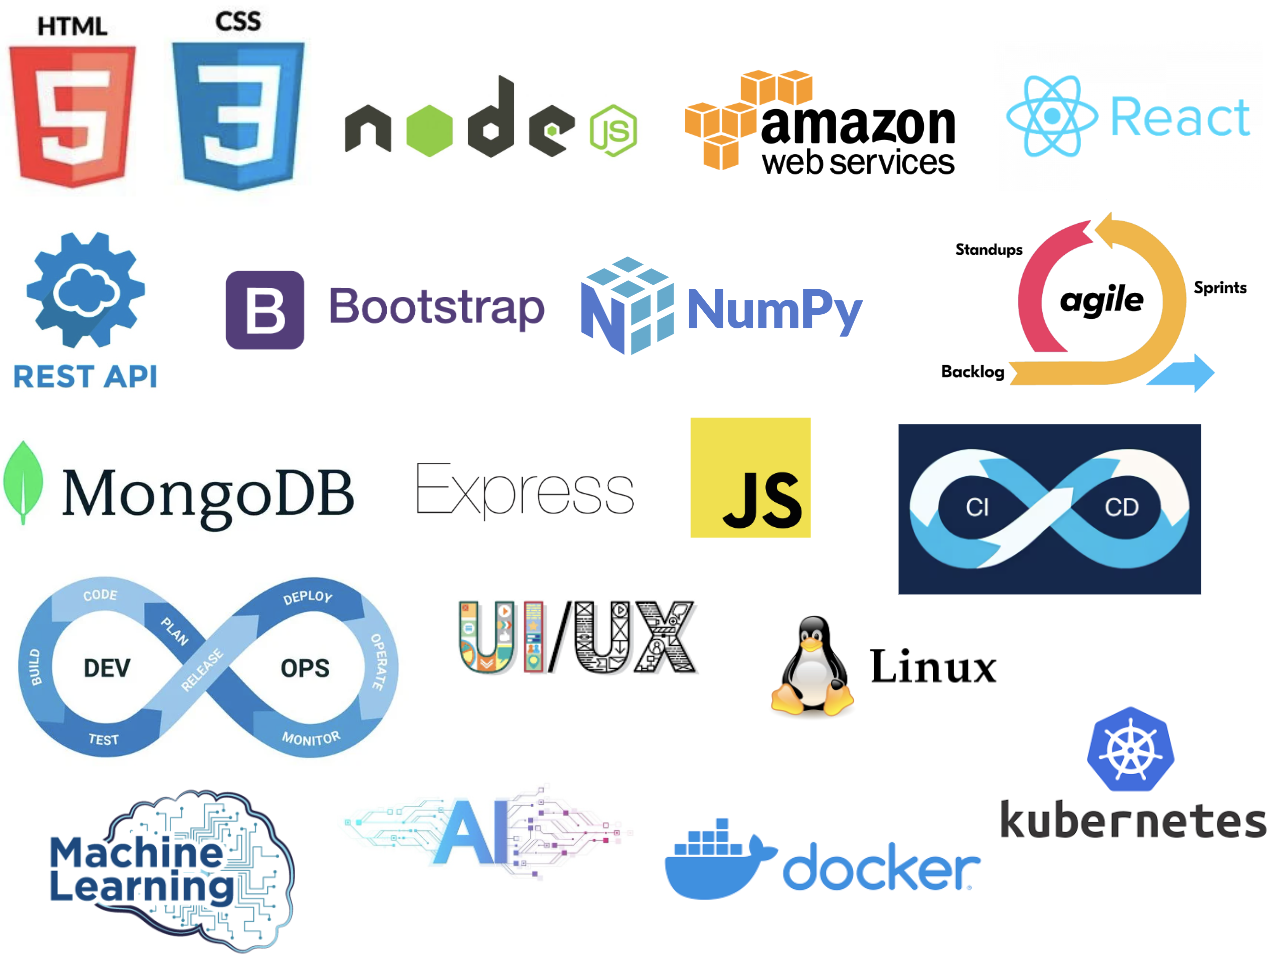 HTML
5
CSS
3
node
JS
amazon
web services
React
REST API
B
Bootstrap
N
NumPy
Standups
agile
Sprints
Backlog
MongoDB
Express
JS
CI
CD
CODE
PLAN
BUILD
DEV
TEST
RELEASE
DEPLOY
OPS
OPERATE
MONITOR
UI/UX
Linux
kubernetes
Machine
Learning
AI
docker